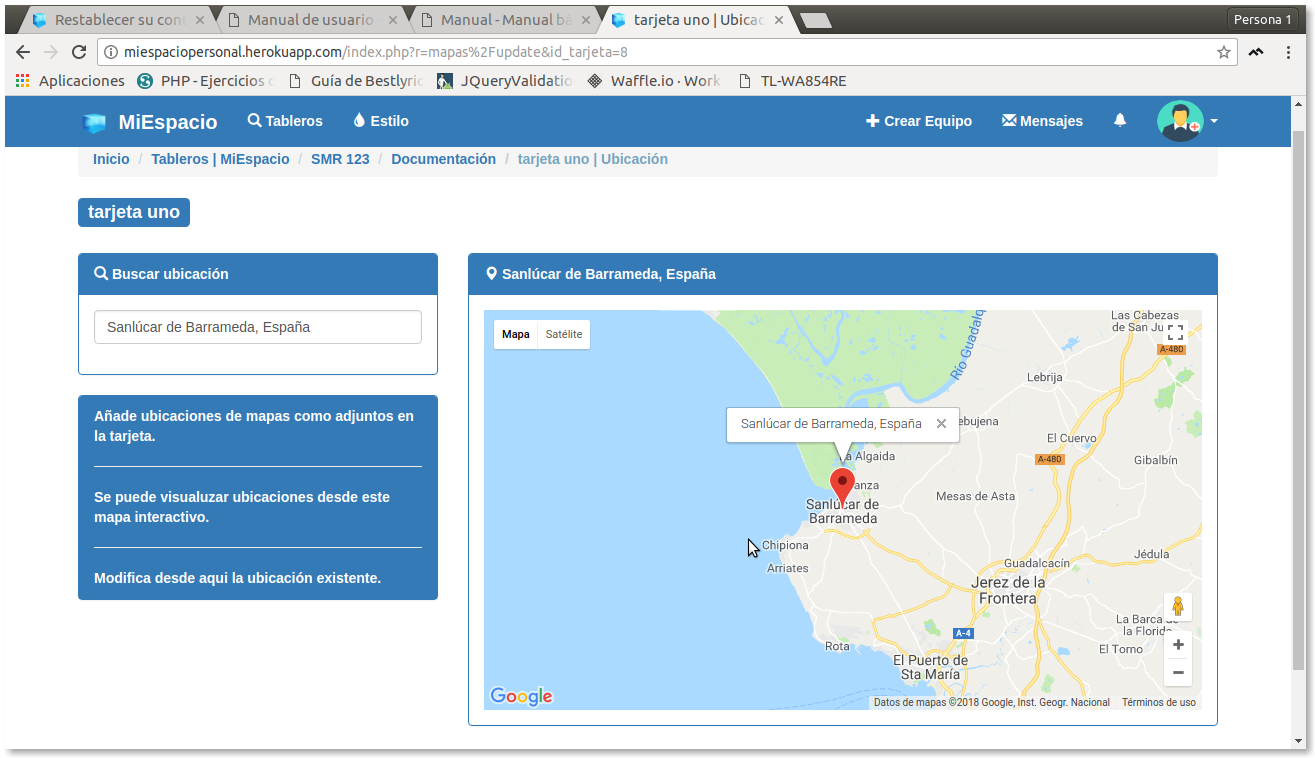 Restablecer su con
Manual de usuario
Manual - Manual bá
tarjeta uno | Ubicac
Persona 1
miespaciopersonal.herokuapp.com/index.php?r=mapas%2Fupdate&id_tarjeta=8
Aplicaciones
PHP - Ejercicios
Guía de Bestlyric
JQueryValidatio
Waffle.io · Work
TL-WA854RE
MiEspacio
Tableros
Estilo
Crear Equipo
Mensajes
Inicio / Tableros | MiEspacio / SMR 123 / Documentación / tarjeta uno | Ubicación
tarjeta uno
Buscar ubicación
Sanlúcar de Barrameda, España
Añade ubicaciones de mapas como adjuntos en
la tarjeta.
Se puede visualuzar ubicaciones desde este
mapa interactivo.
Modifica desde aqui la ubicación existente.
Sanlúcar de Barrameda, España
Mapa
Satélite
Las Cabezas
de San Ju
A-480
Río Guadalq
Lebrija
Sanlúcar de Barrameda, España
ebujena
El Cuervo
A-480
Gibalbín
La Algaida
anza
Mesas de Asta
Sanlúcar de
Barrameda
Chipiona
Arriates
Guadalcacín
Jédula
Jerez de la
Frontera
La Barca de
la Florida
A-4
Rota
El Torno
El Puerto de
Sta María
Google
Datos de mapas ©2018 Google, Inst. Geogr. Nacional
Términos de uso